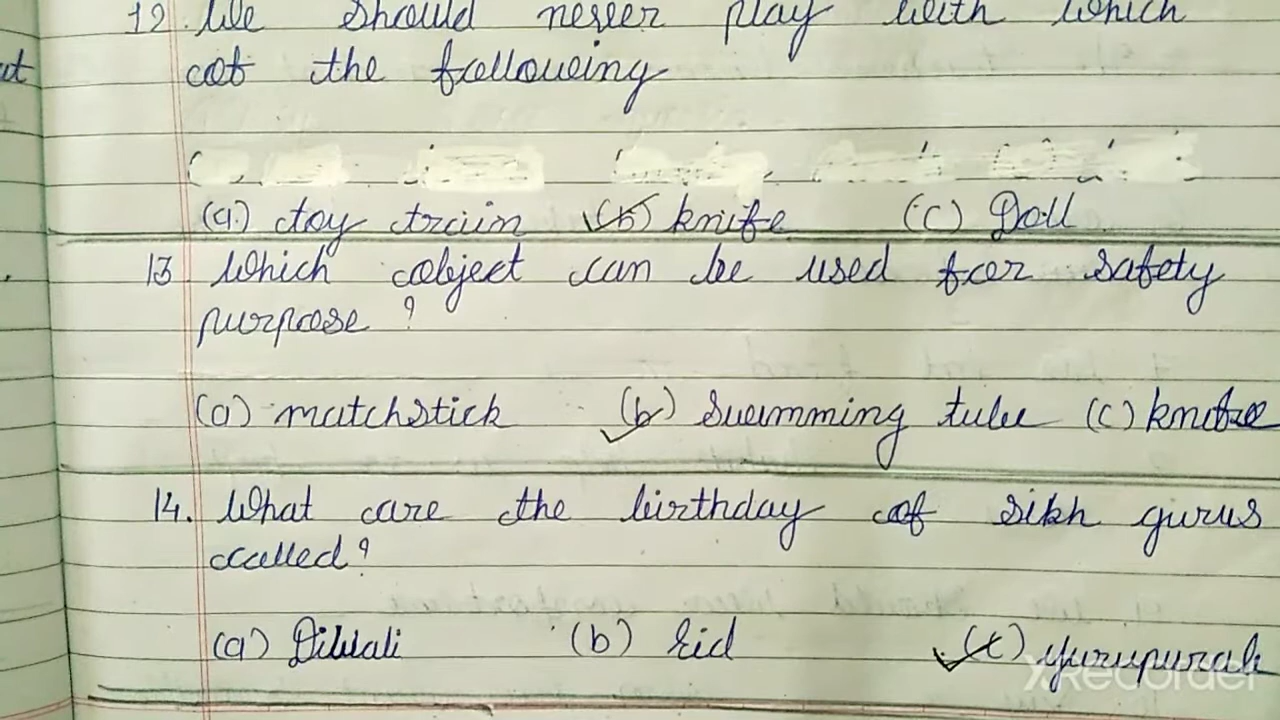 12. We should never play with which
of the following
(a) toy train (b) knife (c) Doll
13 Which object can be used for safety
purpose ?
(a) matchstick (b) swimming tube (c) knife
14. What are the birthday of sikh gurus
called?
(a) Diwali (b) Eid (c) gurupurab
XRecorder